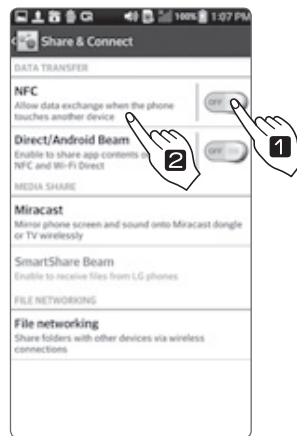 100% 1:07 PM
Share & Connect
DATA TRANSFER
NFC
Allow data exchange when the phone
touches another device
OFF
1
Direct/Android Beam
Enable to share app contents
NFC and Wi-Fi Direct
OFF
2
MEDIA SHARE
Miracast
Mirror phone screen and sound onto Miracast dongle
or TV wirelessly
SmartShare Beam
Enable to receive files from LG phones
FILE NETWORKING
File networking
Share folders with other devices via wireless
connections